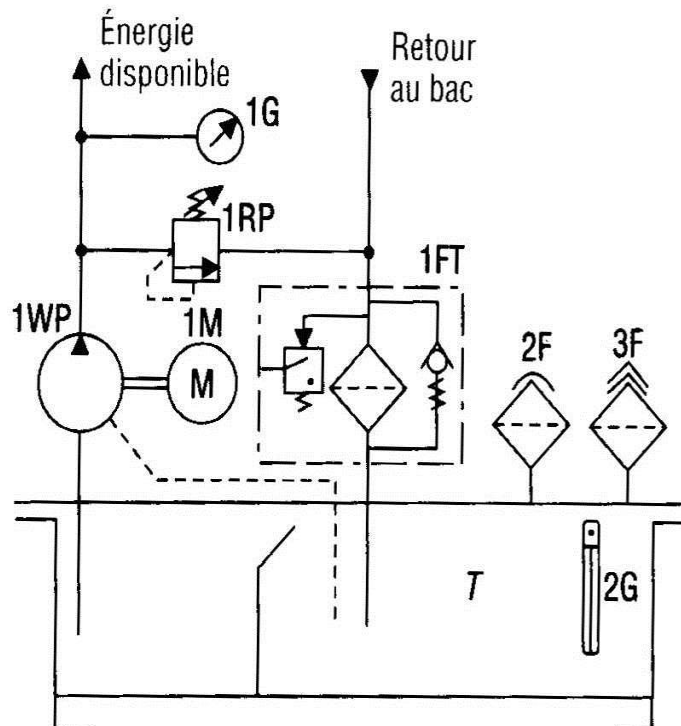 Énergie
disponible
Retour
au bac
1G
1RP
1FT
1WP
1M
M
2F
3F
T
2G